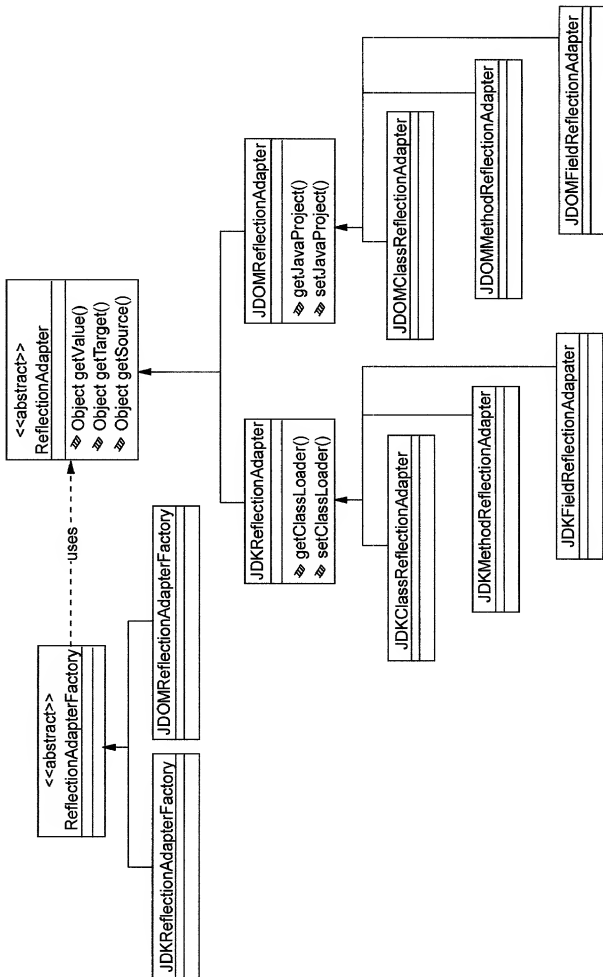 <<abstract>>
ReflectionAdapterFactory
uses
<<abstract>>
ReflectionAdapter
Object getValue()
Object getTarget()
Object getSource()
JDKReflectionAdapterFactory
JDOMReflectionAdapterFactory
JDKReflectionAdapter
getClassLoader()
setClassLoader()
JDOMReflectionAdapter
getJavaProject()
setJavaProject()
JDKClassReflectionAdapter
JDKMethodReflectionAdapter
JDKFieldReflectionAdapater
JDOMClassReflectionAdapter
JDOMMethodReflectionAdapter
JDOMFieldReflectionAdapter